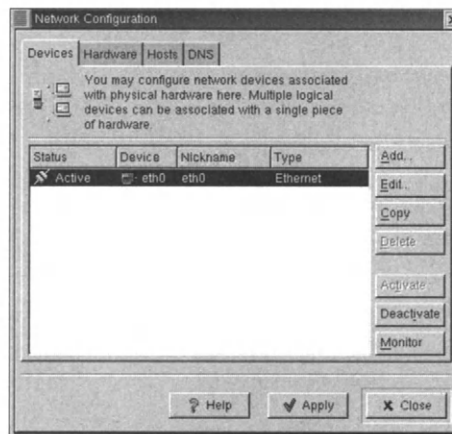 Network Configuration
Devices Hardware Hosts DNS
You may configure network devices associated
with physical hardware here. Multiple logical
devices can be associated with a single piece
of hardware.
Status Device Nickname Type
Active eth0 eth0 Ethernet
Add...
Edit...
Copy
Delete
Activate
Deactivate
Monitor
Help Apply Close